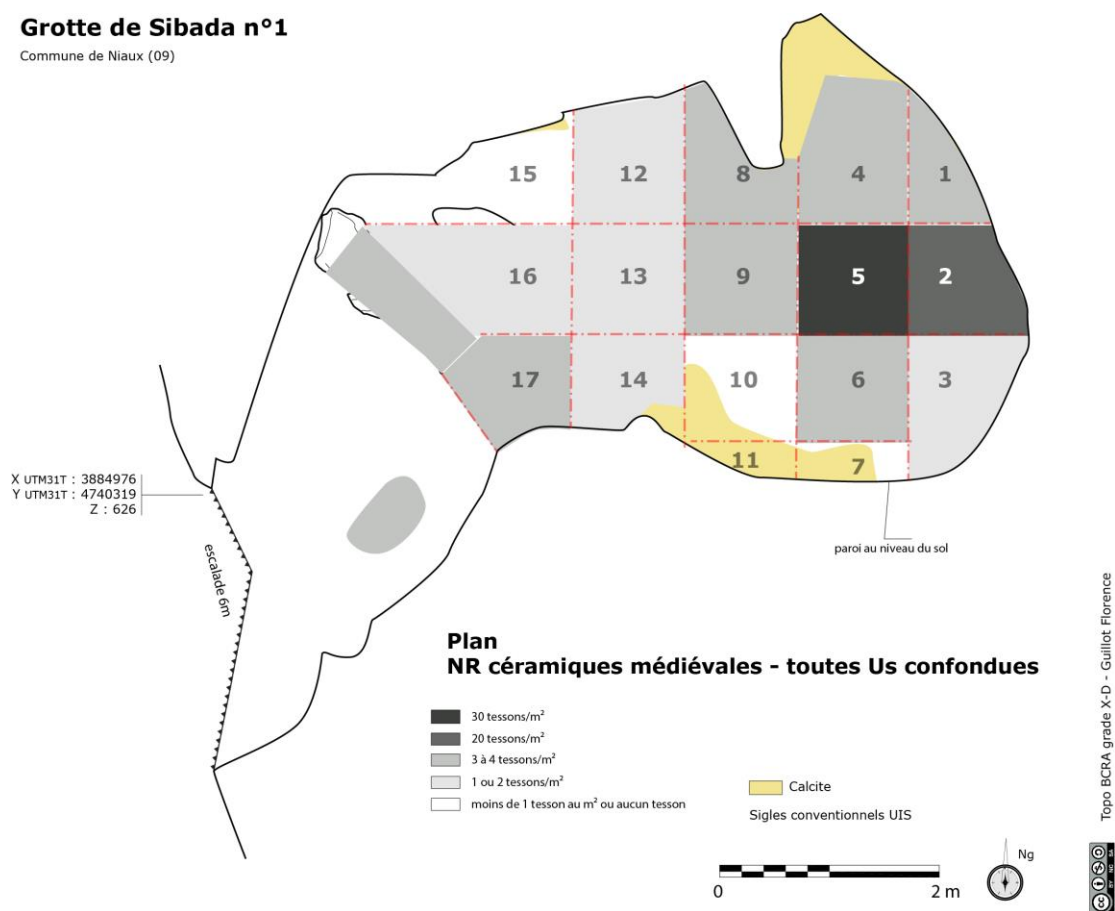 Grotte de Sibada n°1
Commune de Niaux (09)
15
12
8
4
1
16
13
9
5
2
17
14
10
6
3
11
7
X UTM31T : 3884976
Y UTM31T : 4740319
Z : 626
escalade 6m
paroi au niveau du sol
Plan
NR céramiques médiévales - toutes Us confondues
30 tessons/m²
20 tessons/m²
3 à 4 tessons/m²
1 ou 2 tessons/m²
moins de 1 tesson au m² ou aucun tesson
Calcite
Sigles conventionnels UIS
Ng
0
2 m
Topo BCRA grade X-D - Guillot Florence
cc
BY NC SA